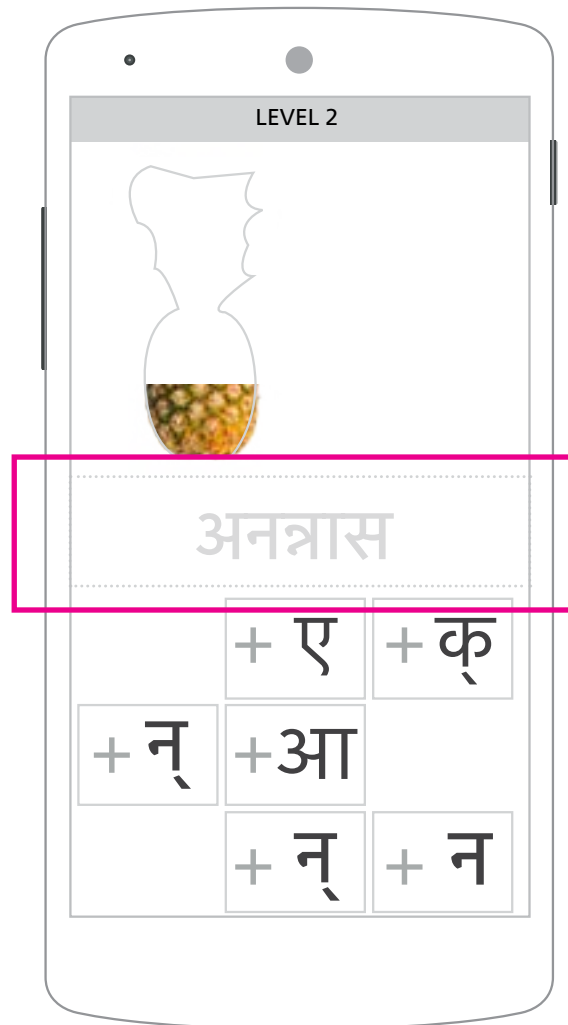 LEVEL 2
अनन्नास
+ ए + क्
+ न् + आ
+ न् + न